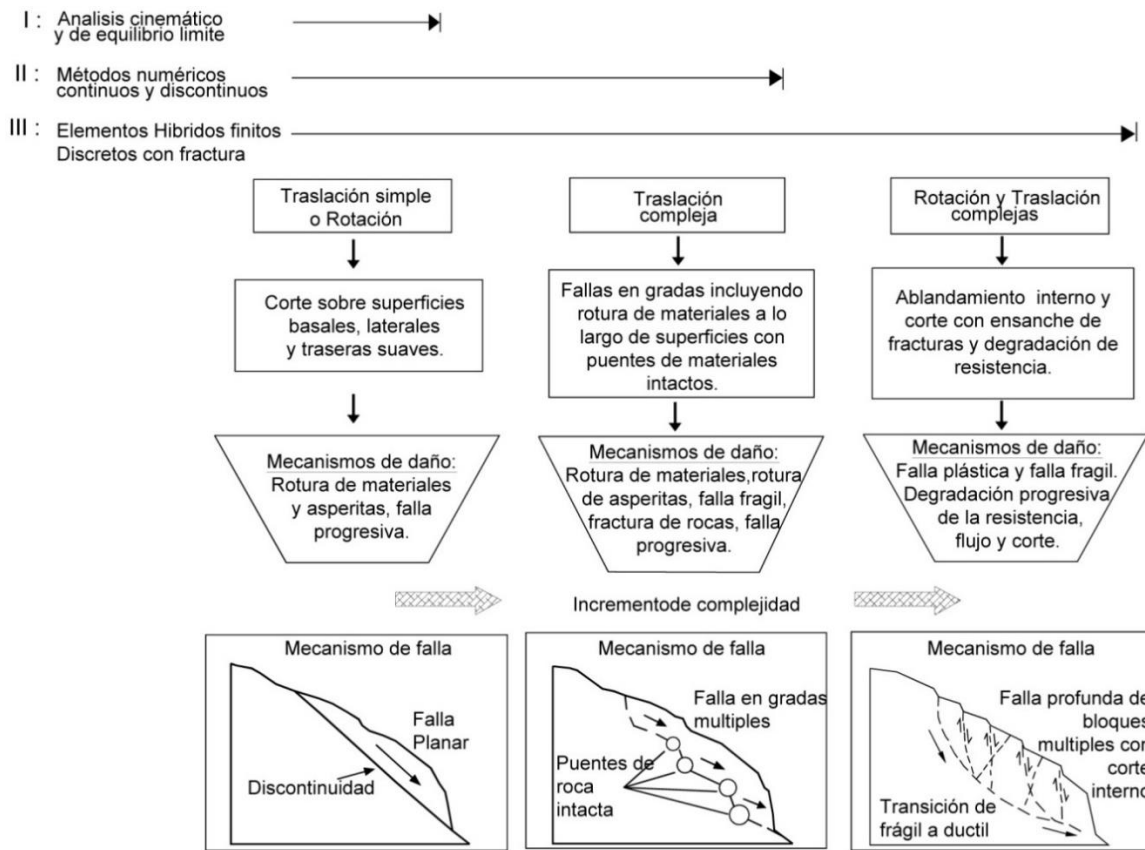 I : Analisis cinemático
y de equilibrio limite
II : Métodos numéricos
continuos y discontinuos
III : Elementos Hibridos finitos
Discretos con fractura
Traslación simple
o Rotación
Traslación
compleja
Rotación y Traslación
complejas
Corte sobre superficies
basales, laterales
y traseras suaves.
Fallas en gradas incluyendo
rotura de materiales a lo
largo de superficies con
puentes de materiales
intactos.
Ablandamiento interno y
corte con ensanche de
fracturas y degradación de
resistencia.
Mecanismos de daño:
Rotura de materiales
y asperitas, falla
progresiva.
Mecanismos de daño:
Rotura de materiales,rotura
de asperitas, falla fragil,
fractura de rocas, falla
progresiva.
Mecanismos de daño:
Falla plástica y falla fragil.
Degradación progresiva
de la resistencia,
flujo y corte.
Incrementode complejidad
Mecanismo de falla
Falla
Planar
Discontinuidad
Mecanismo de falla
Falla en gradas
multiples
Puentes de
roca
intacta
Mecanismo de falla
Falla profunda de
bloques
multiples con
corte
interno
Transición de
frágil a ductil